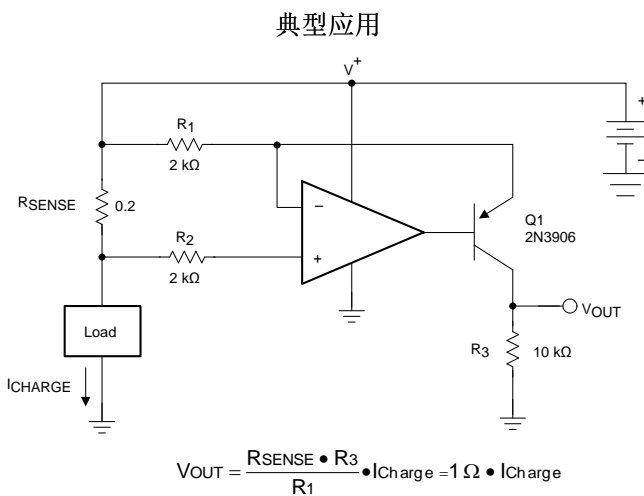 典型应用
V+
+
R1
2 kΩ
−
RSENSE
0.2
R2
2 kΩ
−
+
Q1
2N3906
Load
VOUT
R3
10 kΩ
ICHARGE
VOUT = RSENSE • R3 / R1 • ICharge = 1 Ω • ICharge